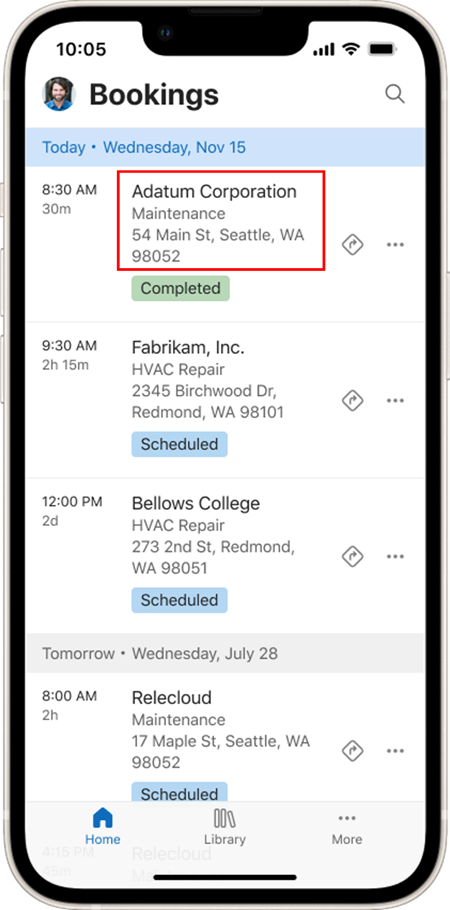 10:05
Bookings
Today • Wednesday, Nov 15
8:30 AM
30m
Adatum Corporation
Maintenance
54 Main St, Seattle, WA
98052
Completed
9:30 AM
2h 15m
Fabrikam, Inc.
HVAC Repair
2345 Birchwood Dr,
Redmond, WA 98101
Scheduled
12:00 PM
2d
Bellows College
HVAC Repair
273 2nd St, Redmond,
WA 98051
Scheduled
Tomorrow • Wednesday, July 28
8:00 AM
2h
Relecloud
Maintenance
17 Maple St, Seattle, WA
98052
Scheduled
Home
Library
More
4:15 PM
45m
Relecloud